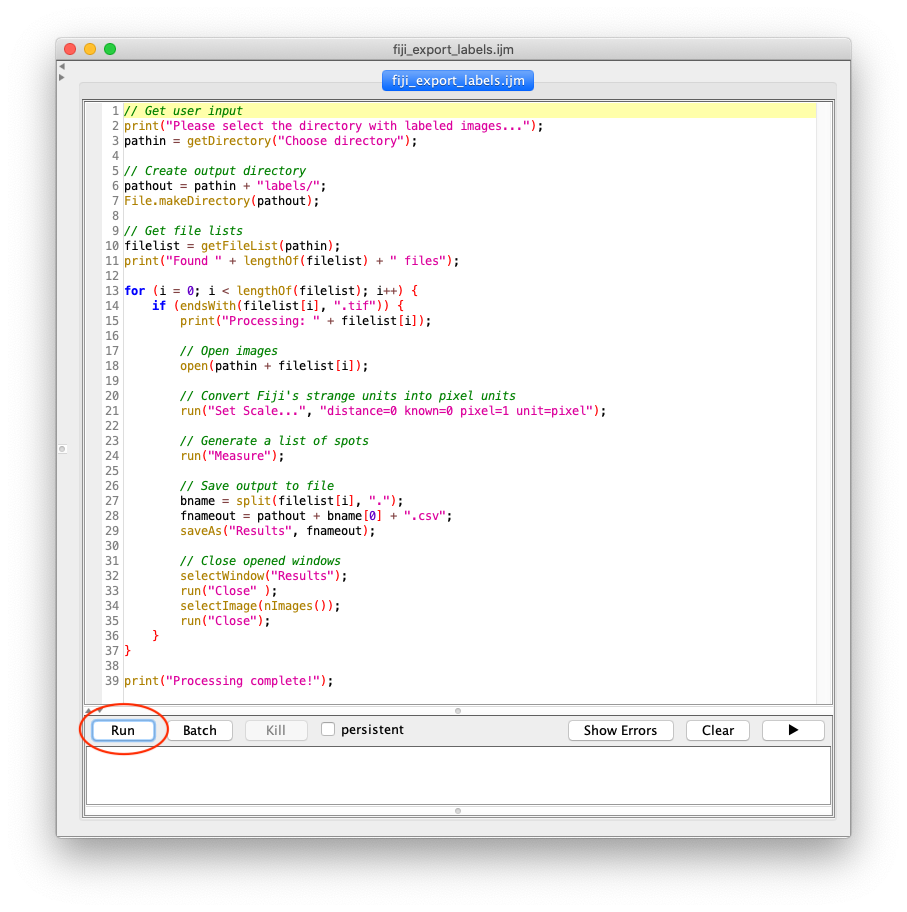 fiji_export_labels.ijm
fiji_export_labels.ijm
1 // Get user input
2 print("Please select the directory with labeled images...");
3 pathin = getDirectory("Choose directory");
4
5 // Create output directory
6 pathout = pathin + "labels/";
7 File.makeDirectory(pathout);
8
9 // Get file lists
10 filelist = getFileList(pathin);
11 print("Found " + lengthOf(filelist) + " files");
12
13 for (i = 0; i < lengthOf(filelist); i++) {
14     if (endsWith(filelist[i], ".tif")) {
15         print("Processing: " + filelist[i]);
16
17         // Open images
18         open(pathin + filelist[i]);
19
20         // Convert Fiji's strange units into pixel units
21         run("Set Scale...", "distance=0 known=0 pixel=1 unit=pixel");
22
23         // Generate a list of spots
24         run("Measure");
25
26         // Save output to file
27         bname = split(filelist[i], ".");
28         fnameout = pathout + bname[0] + ".csv";
29         saveAs("Results", fnameout);
30
31         // Close opened windows
32         selectWindow("Results");
33         run("Close" );
34         selectImage(nImages());
35         run("Close");
36     }
37 }
38
39 print("Processing complete!");
Run Batch Kill persistent Show Errors Clear